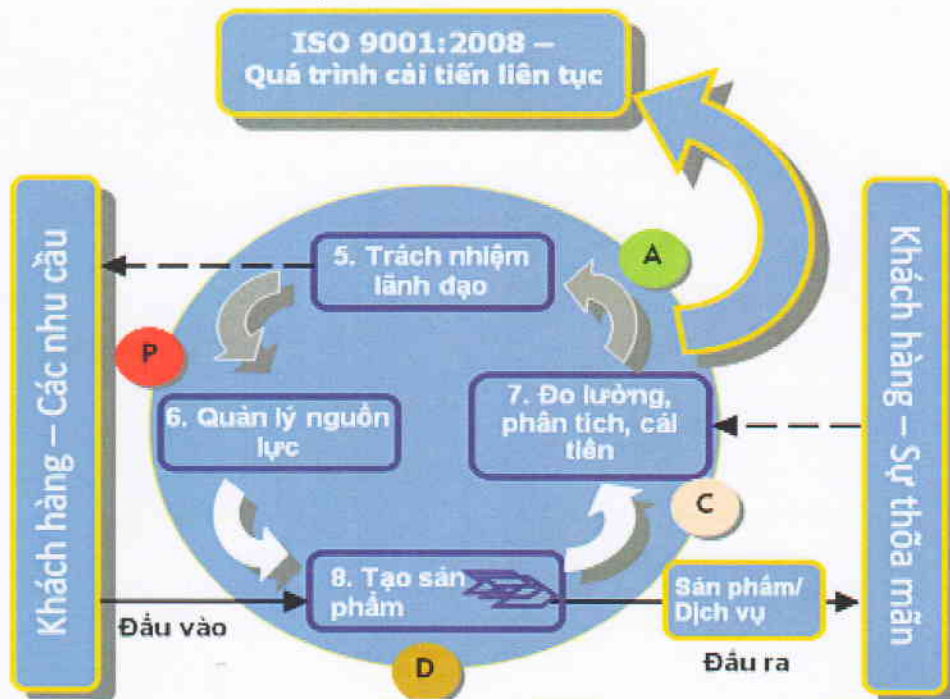 ISO 9001:2008 –
Quá trình cải tiến liên tục
Khách hàng – Các nhu cầu
5. Trách nhiệm
lãnh đạo
A
P
6. Quản lý nguồn
lực
7. Đo lường,
phân tích, cải
tiến
C
8. Tạo sản
phẩm
Sản phẩm/
Dịch vụ
Đầu vào
Đầu ra
D
Khách hàng – Sự thõa mãn